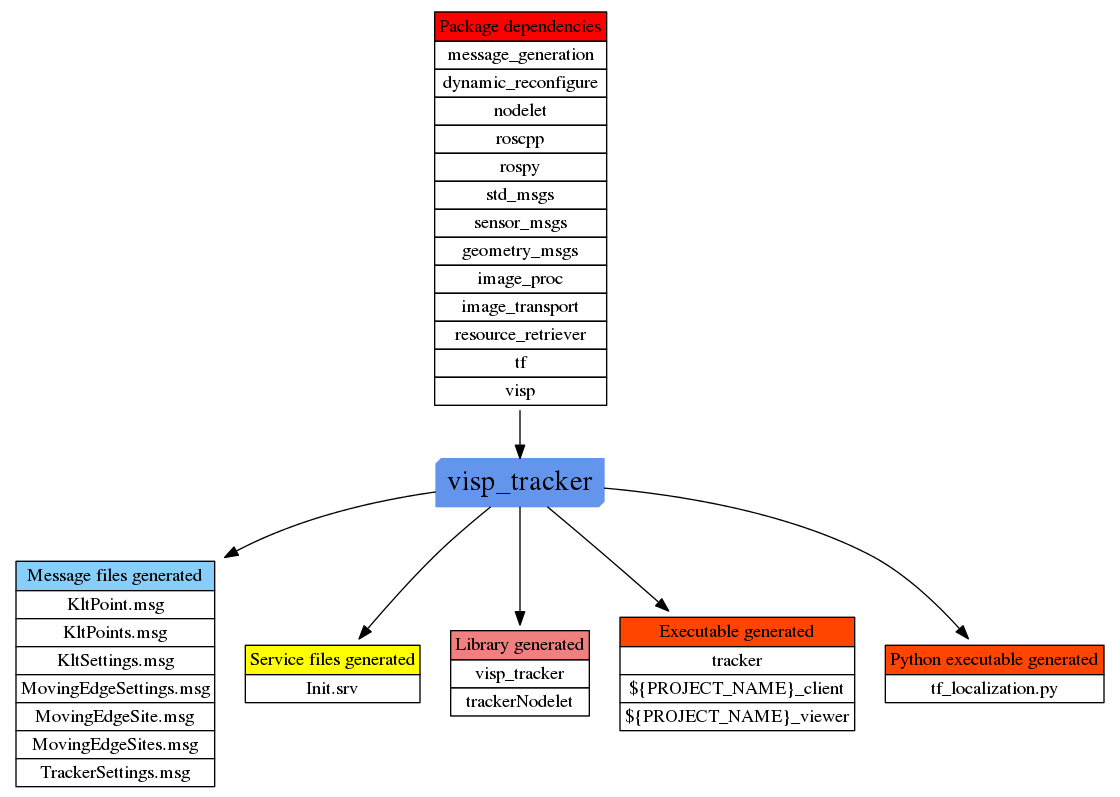 Package dependencies
message_generation
dynamic_reconfigure
nodelet
roscpp
rospy
std_msgs
sensor_msgs
geometry_msgs
image_proc
image_transport
resource_retriever
tf
visp
visp_tracker
Message files generated
KltPoint.msg
KltPoints.msg
KltSettings.msg
MovingEdgeSettings.msg
MovingEdgeSite.msg
MovingEdgeSites.msg
TrackerSettings.msg
Service files generated
Init.srv
Library generated
visp_tracker
trackerNodelet
Executable generated
tracker
${PROJECT_NAME}_client
${PROJECT_NAME}_viewer
Python executable generated
tf_localization.py